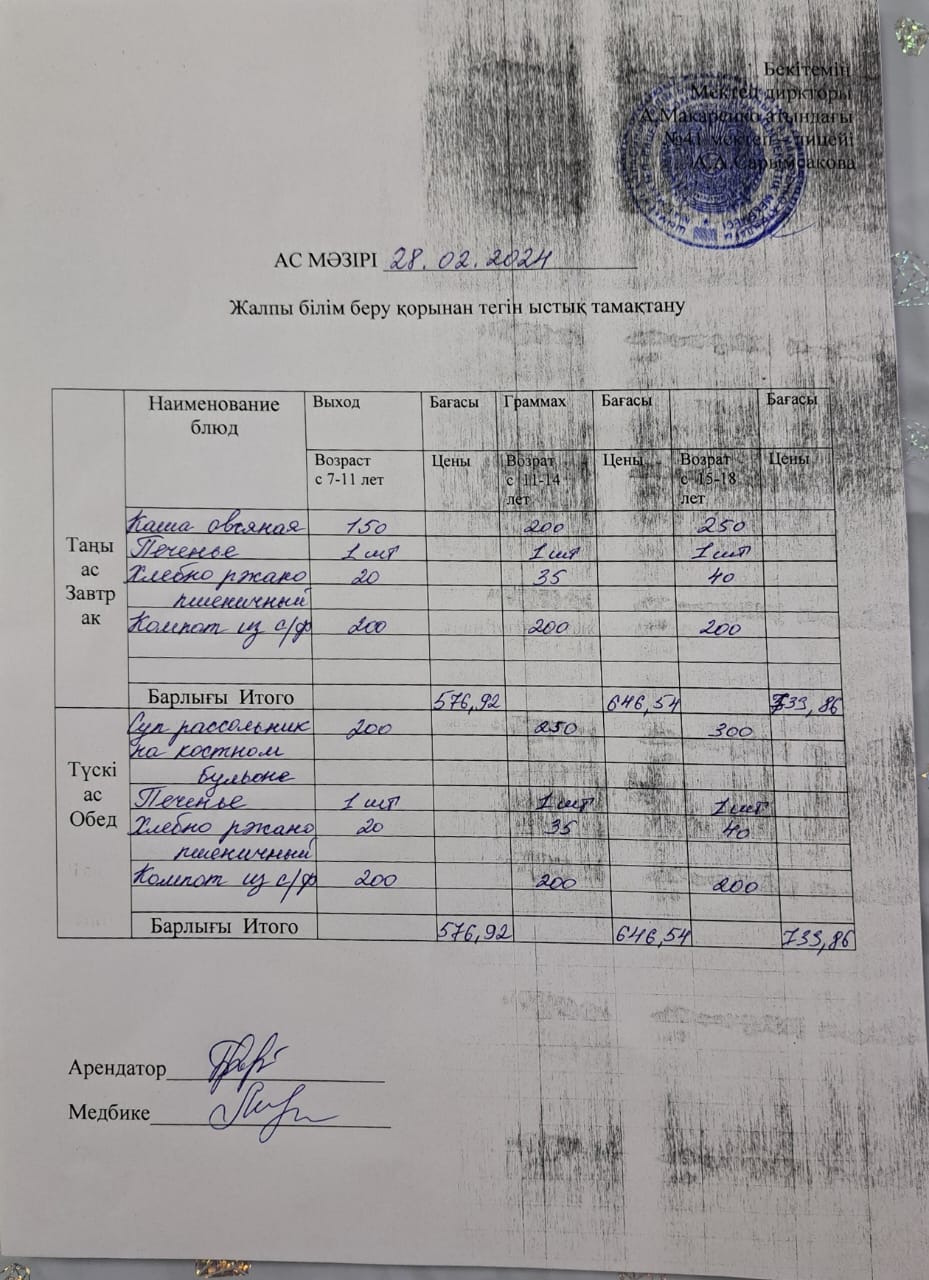 Бекітемін
Мектеп диркторы
А.Макаренко атындағы
№41 мектеп - лицейі
А.А.Сарымсакова
АС МӘЗІРІ 28.02.2024
Жалпы білім беру қорынан тегін ыстық тамақтану
Наименование блюд Выход Бағасы Граммах Бағасы Бағасы
Возраст с 7-11 лет Цены Возрат с 11-14 лет Цены Возрат с 15-18 лет Цены
Таңы ас Завтрак
Каша овсяная 150 200 250
Печенье 1 шт 1 шт 1 шт
Хлебно ржано 20 35 40
пшеничный
Компот из с/ф 200 200 200
Барлығы Итого 576,92 646,54 733,86
Түскі ас Обед
Суп рассольник 200 250 300
на костном
бульоне
Печенье 1 шт 1 шт 1 шт
Хлебно ржано 20 35 40
пшеничный
Компот из с/ф 200 200 200
Барлығы Итого 576,92 646,54 733,86
Арендатор
Медбике